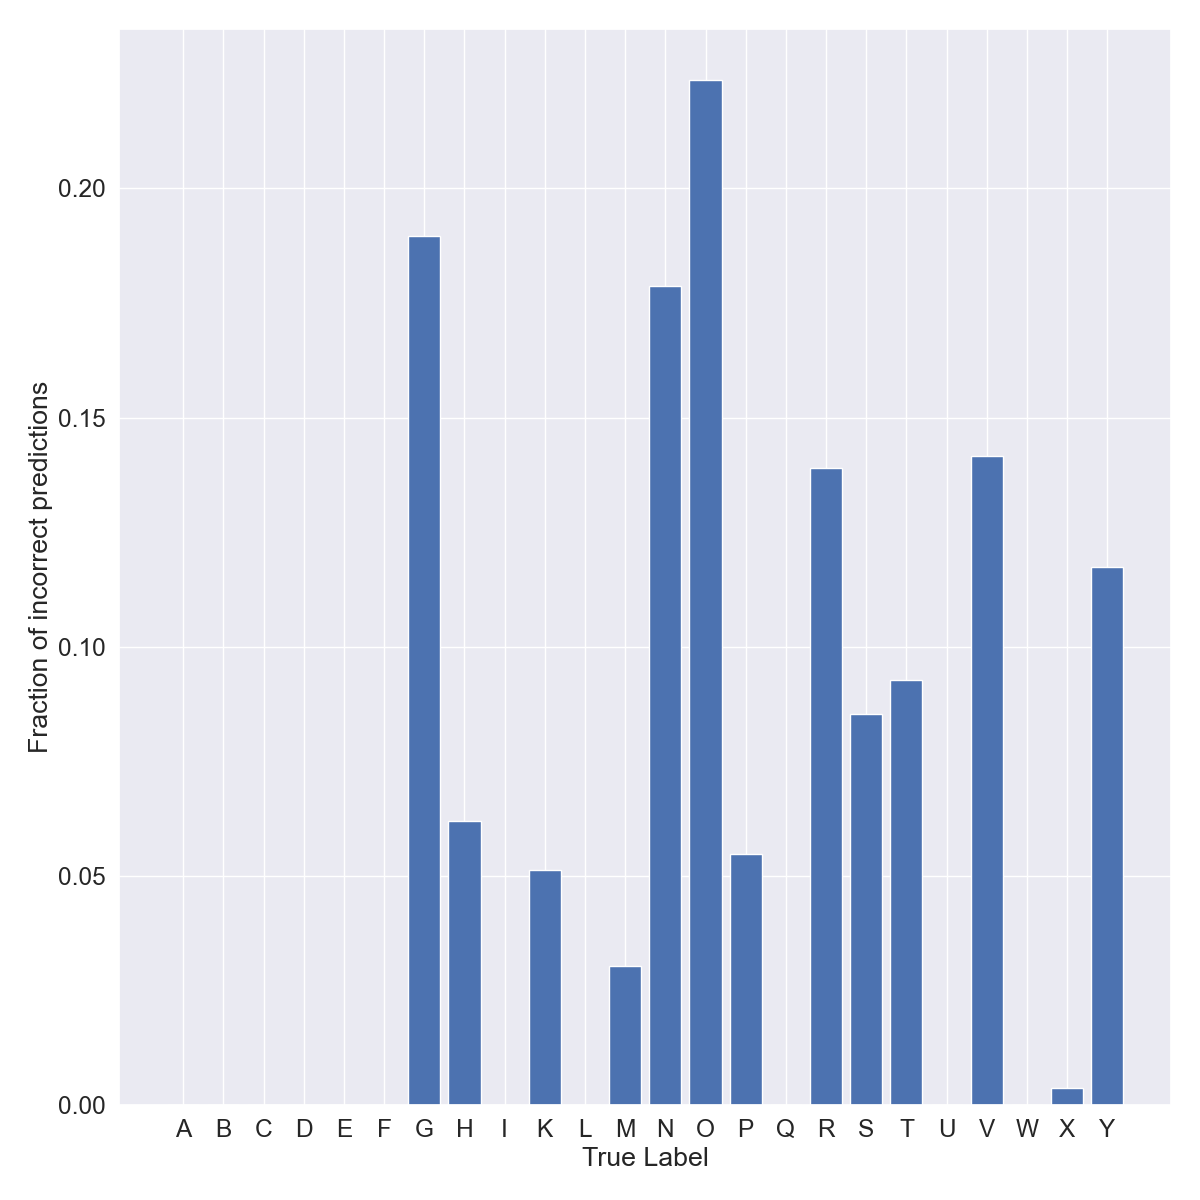 Fraction of incorrect predictions
0.20
0.15
0.10
0.05
0.00
A B C D E F G H I K L M N O P Q R S T U V W X Y
True Label